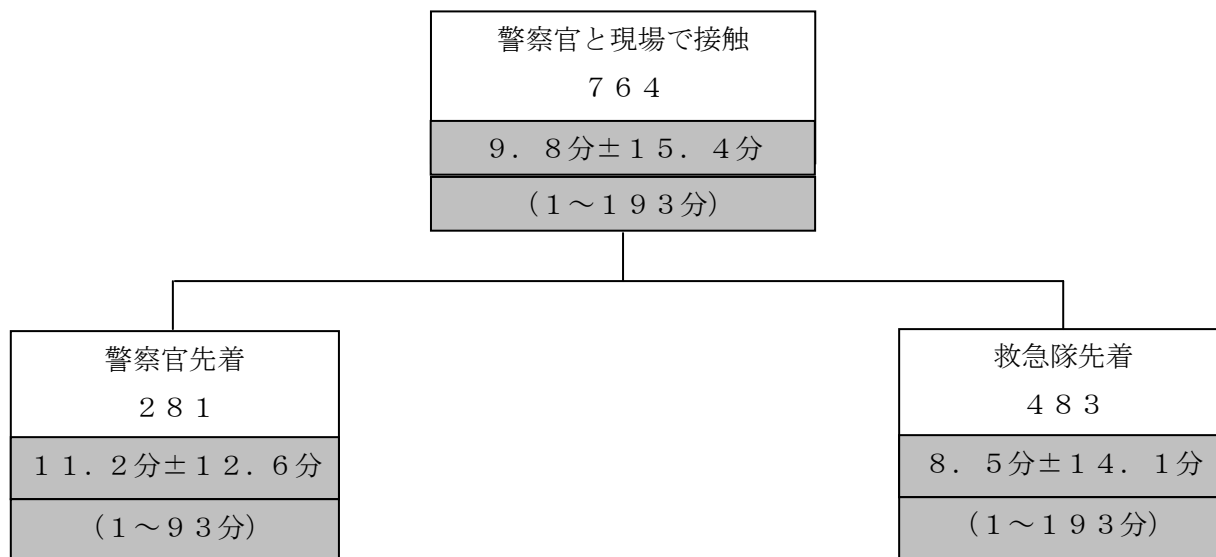 警察官と現場で接触
７６４
９．８分±１５．４分
（１～１９３分）
警察官先着
２８１
１１．２分±１２．６分
（１～９３分）
救急隊先着
４８３
８．５分±１４．１分
（１～１９３分）